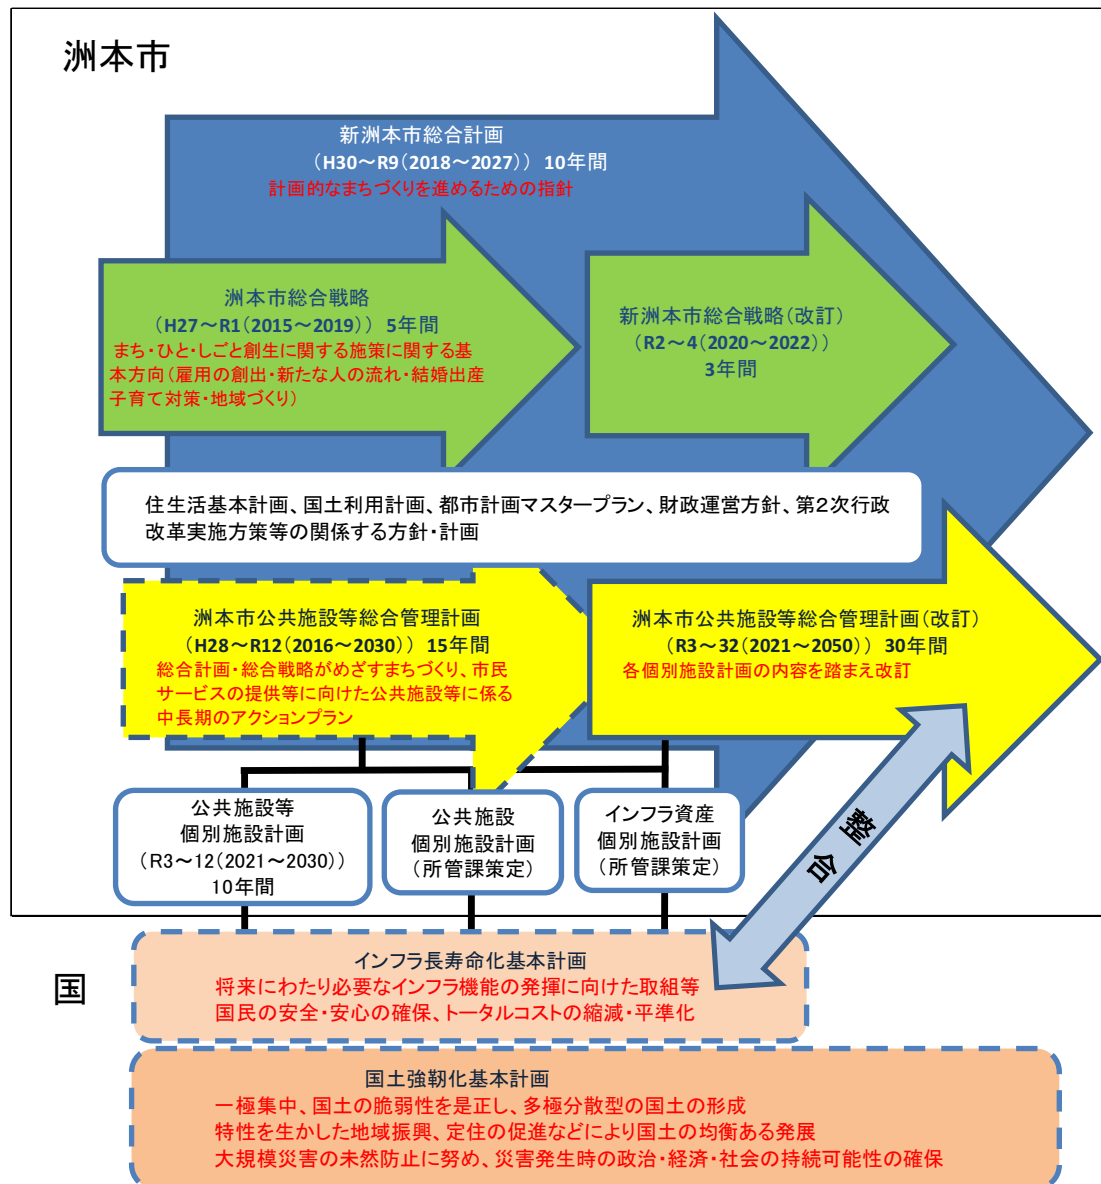 洲本市
新洲本市総合計画
（H30～R9（2018～2027）） 10年間
計画的なまちづくりを進めるための指針
洲本市総合戦略
（H27～R1（2015～2019）） 5年間
まち・ひと・しごと創生に関する施策に関する基
本方向（雇用の創出・新たな人の流れ・結婚出産
子育て対策・地域づくり）
新洲本市総合戦略（改訂）
（R2～4（2020～2022））
3年間
住生活基本計画、国土利用計画、都市計画マスタープラン、財政運営方針、第２次行政
改革実施方策等の関係する方針・計画
洲本市公共施設等総合管理計画
（H28～R12（2016～2030）） 15年間
総合計画・総合戦略がめざすまちづくり、市民
サービスの提供等に向けた公共施設等に係る
中長期のアクションプラン
洲本市公共施設等総合管理計画（改訂）
（R3～32（2021～2050）） 30年間
各個別施設計画の内容を踏まえ改訂
公共施設等
個別施設計画
（R3～12（2021～2030））
10年間
公共施設
個別施設計画
（所管課策定）
インフラ資産
個別施設計画
（所管課策定）
整合
国
インフラ長寿命化基本計画
将来にわたり必要なインフラ機能の発揮に向けた取組等
国民の安全・安心の確保、トータルコストの縮減・平準化
国土強靱化基本計画
一極集中、国土の脆弱性を是正し、多極分散型の国土の形成
特性を生かした地域振興、定住の促進などにより国土の均衡ある発展
大規模災害の未然防止に努め、災害発生時の政治・経済・社会の持続可能性の確保